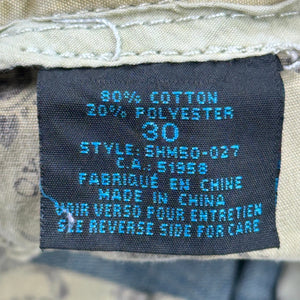 80% COTTON
20% POLYESTER
30
STYLE: SHM50-027
C.A.: 51958
FABRIQUÉ EN CHINE
MADE IN CHINA
VOIR VERSO POUR ENTRETIEN
SEE REVERSE SIDE FOR CARE